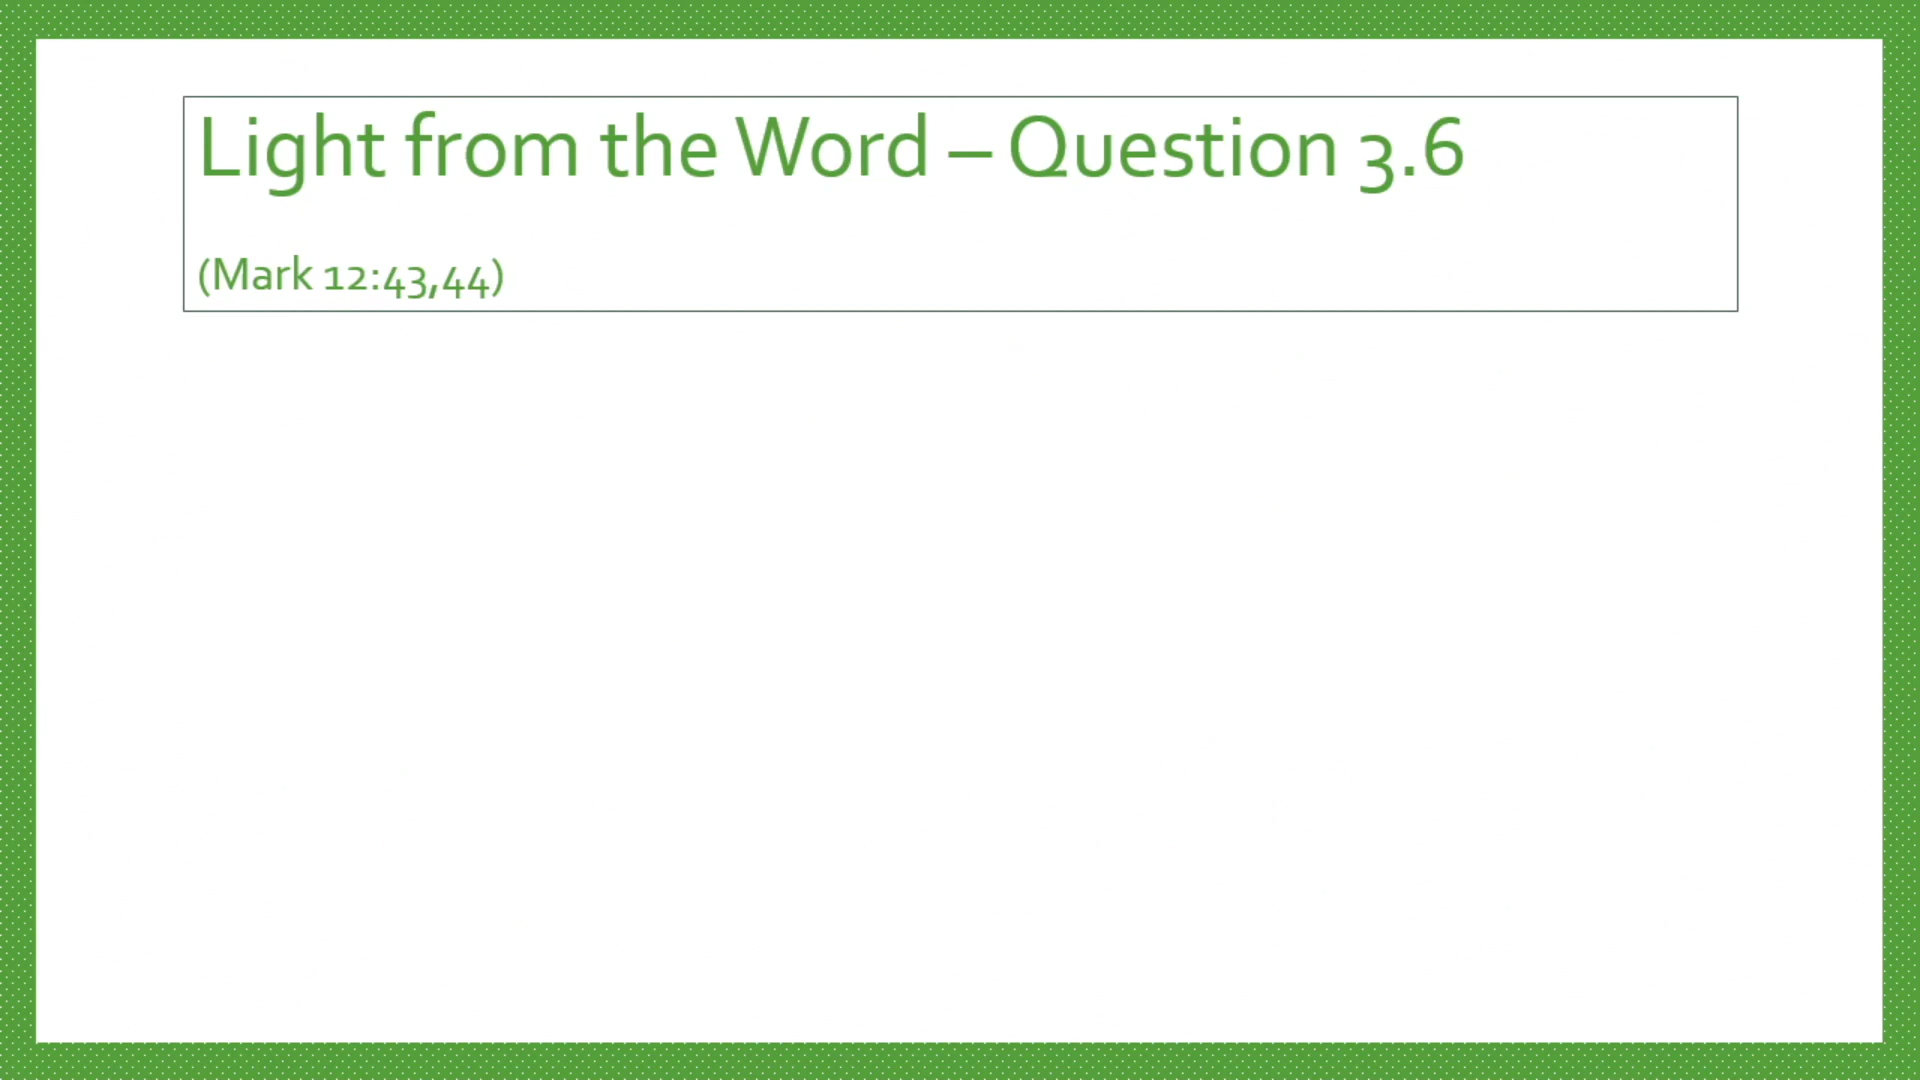 Light from the Word – Question 3.6
(Mark 12:43,44)